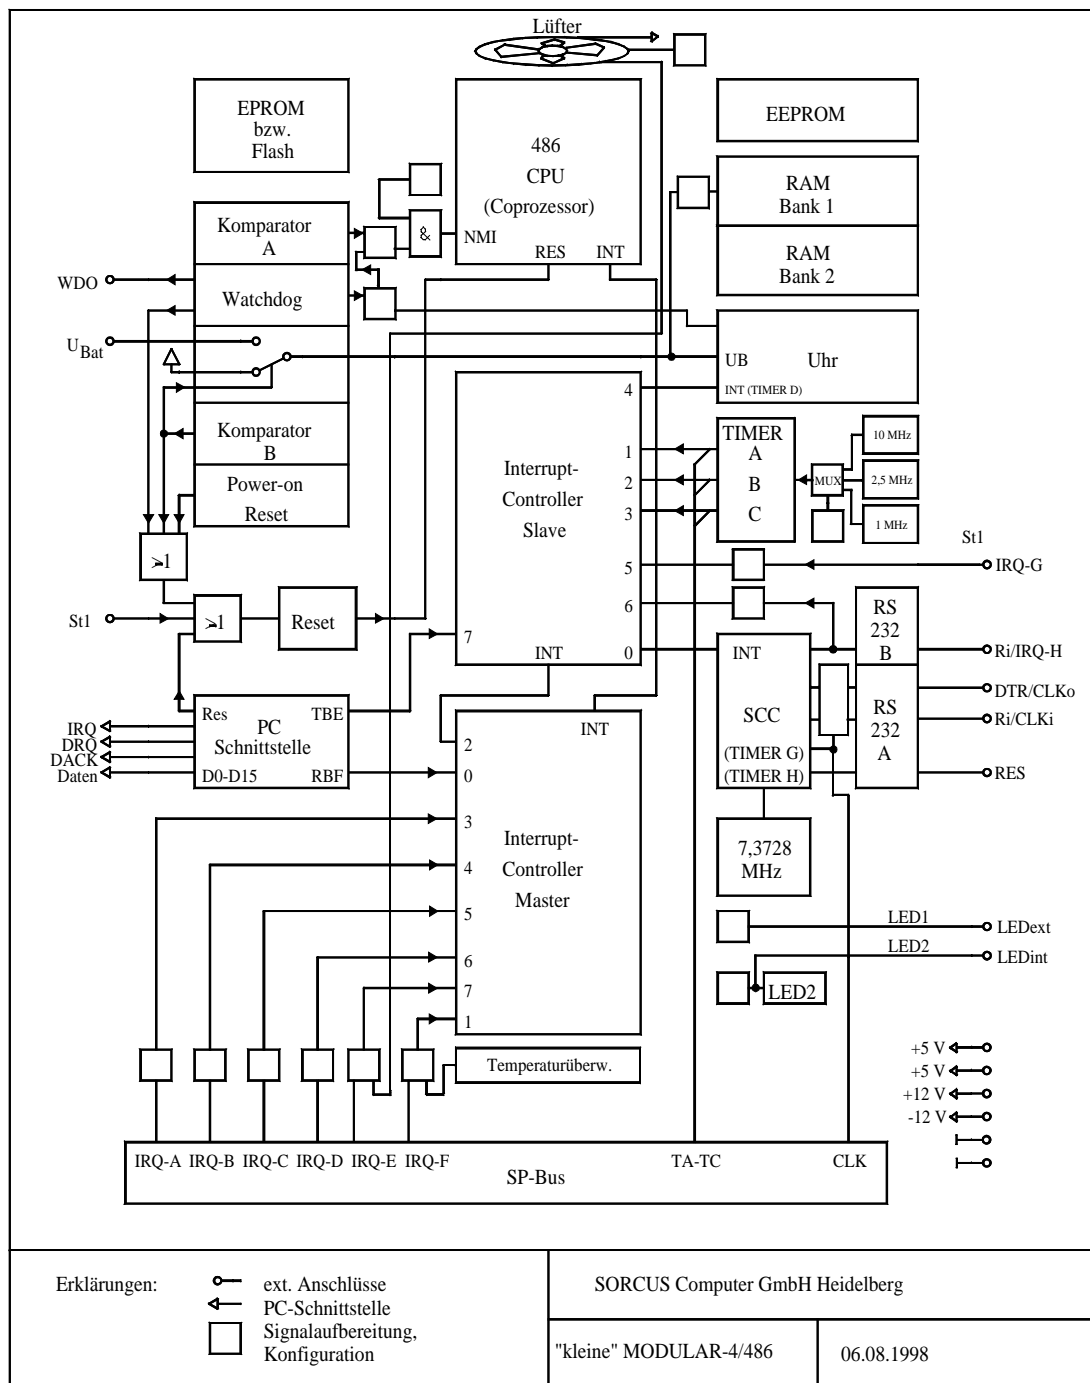 Lüfter
EPROM
bzw.
Flash
486
CPU
(Coprozessor)
NMI
RES INT
EEPROM
RAM
Bank 1
RAM
Bank 2
&
Komparator
A
WDO
Watchdog
U Bat
UB Uhr
INT (TIMER D)
Komparator
B
Power-on
Reset
>1
St1
>1
Reset
4
1
2
3
5
6
0
7
Interrupt-
Controller
Slave
INT
TIMER
A
B
C
MUX
10 MHz
2,5 MHz
1 MHz
St1
IRQ-G
RS
232
B
Ri/IRQ-H
INT
SCC
(TIMER G)
(TIMER H)
RS
232
A
DTR/CLKo
Ri/CLKi
RES
7,3728
MHz
Res TBE
PC
Schnittstelle
D0-D15 RBF
IRQ
DRQ
DACK
Daten
INT
2
0
3
4
5
6
7
1
Interrupt-
Controller
Master
LED1
LEDext
LED2
LEDint
LED2
Temperaturüberw.
+5 V
+5 V
+12 V
-12 V
IRQ-A IRQ-B IRQ-C IRQ-D IRQ-E IRQ-F TA-TC CLK
SP-Bus
Erklärungen:
ext. Anschlüsse
PC-Schnittstelle
Signalaufbereitung,
Konfiguration
SORCUS Computer GmbH Heidelberg
"kleine" MODULAR-4/486
06.08.1998